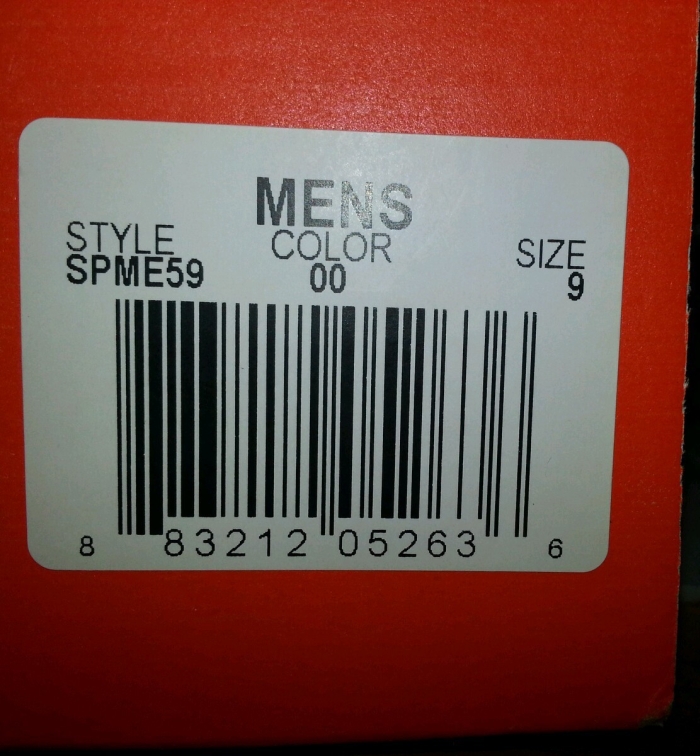 MENS
STYLE COLOR SIZE
SPME59 00 9
8 83212 05263 6